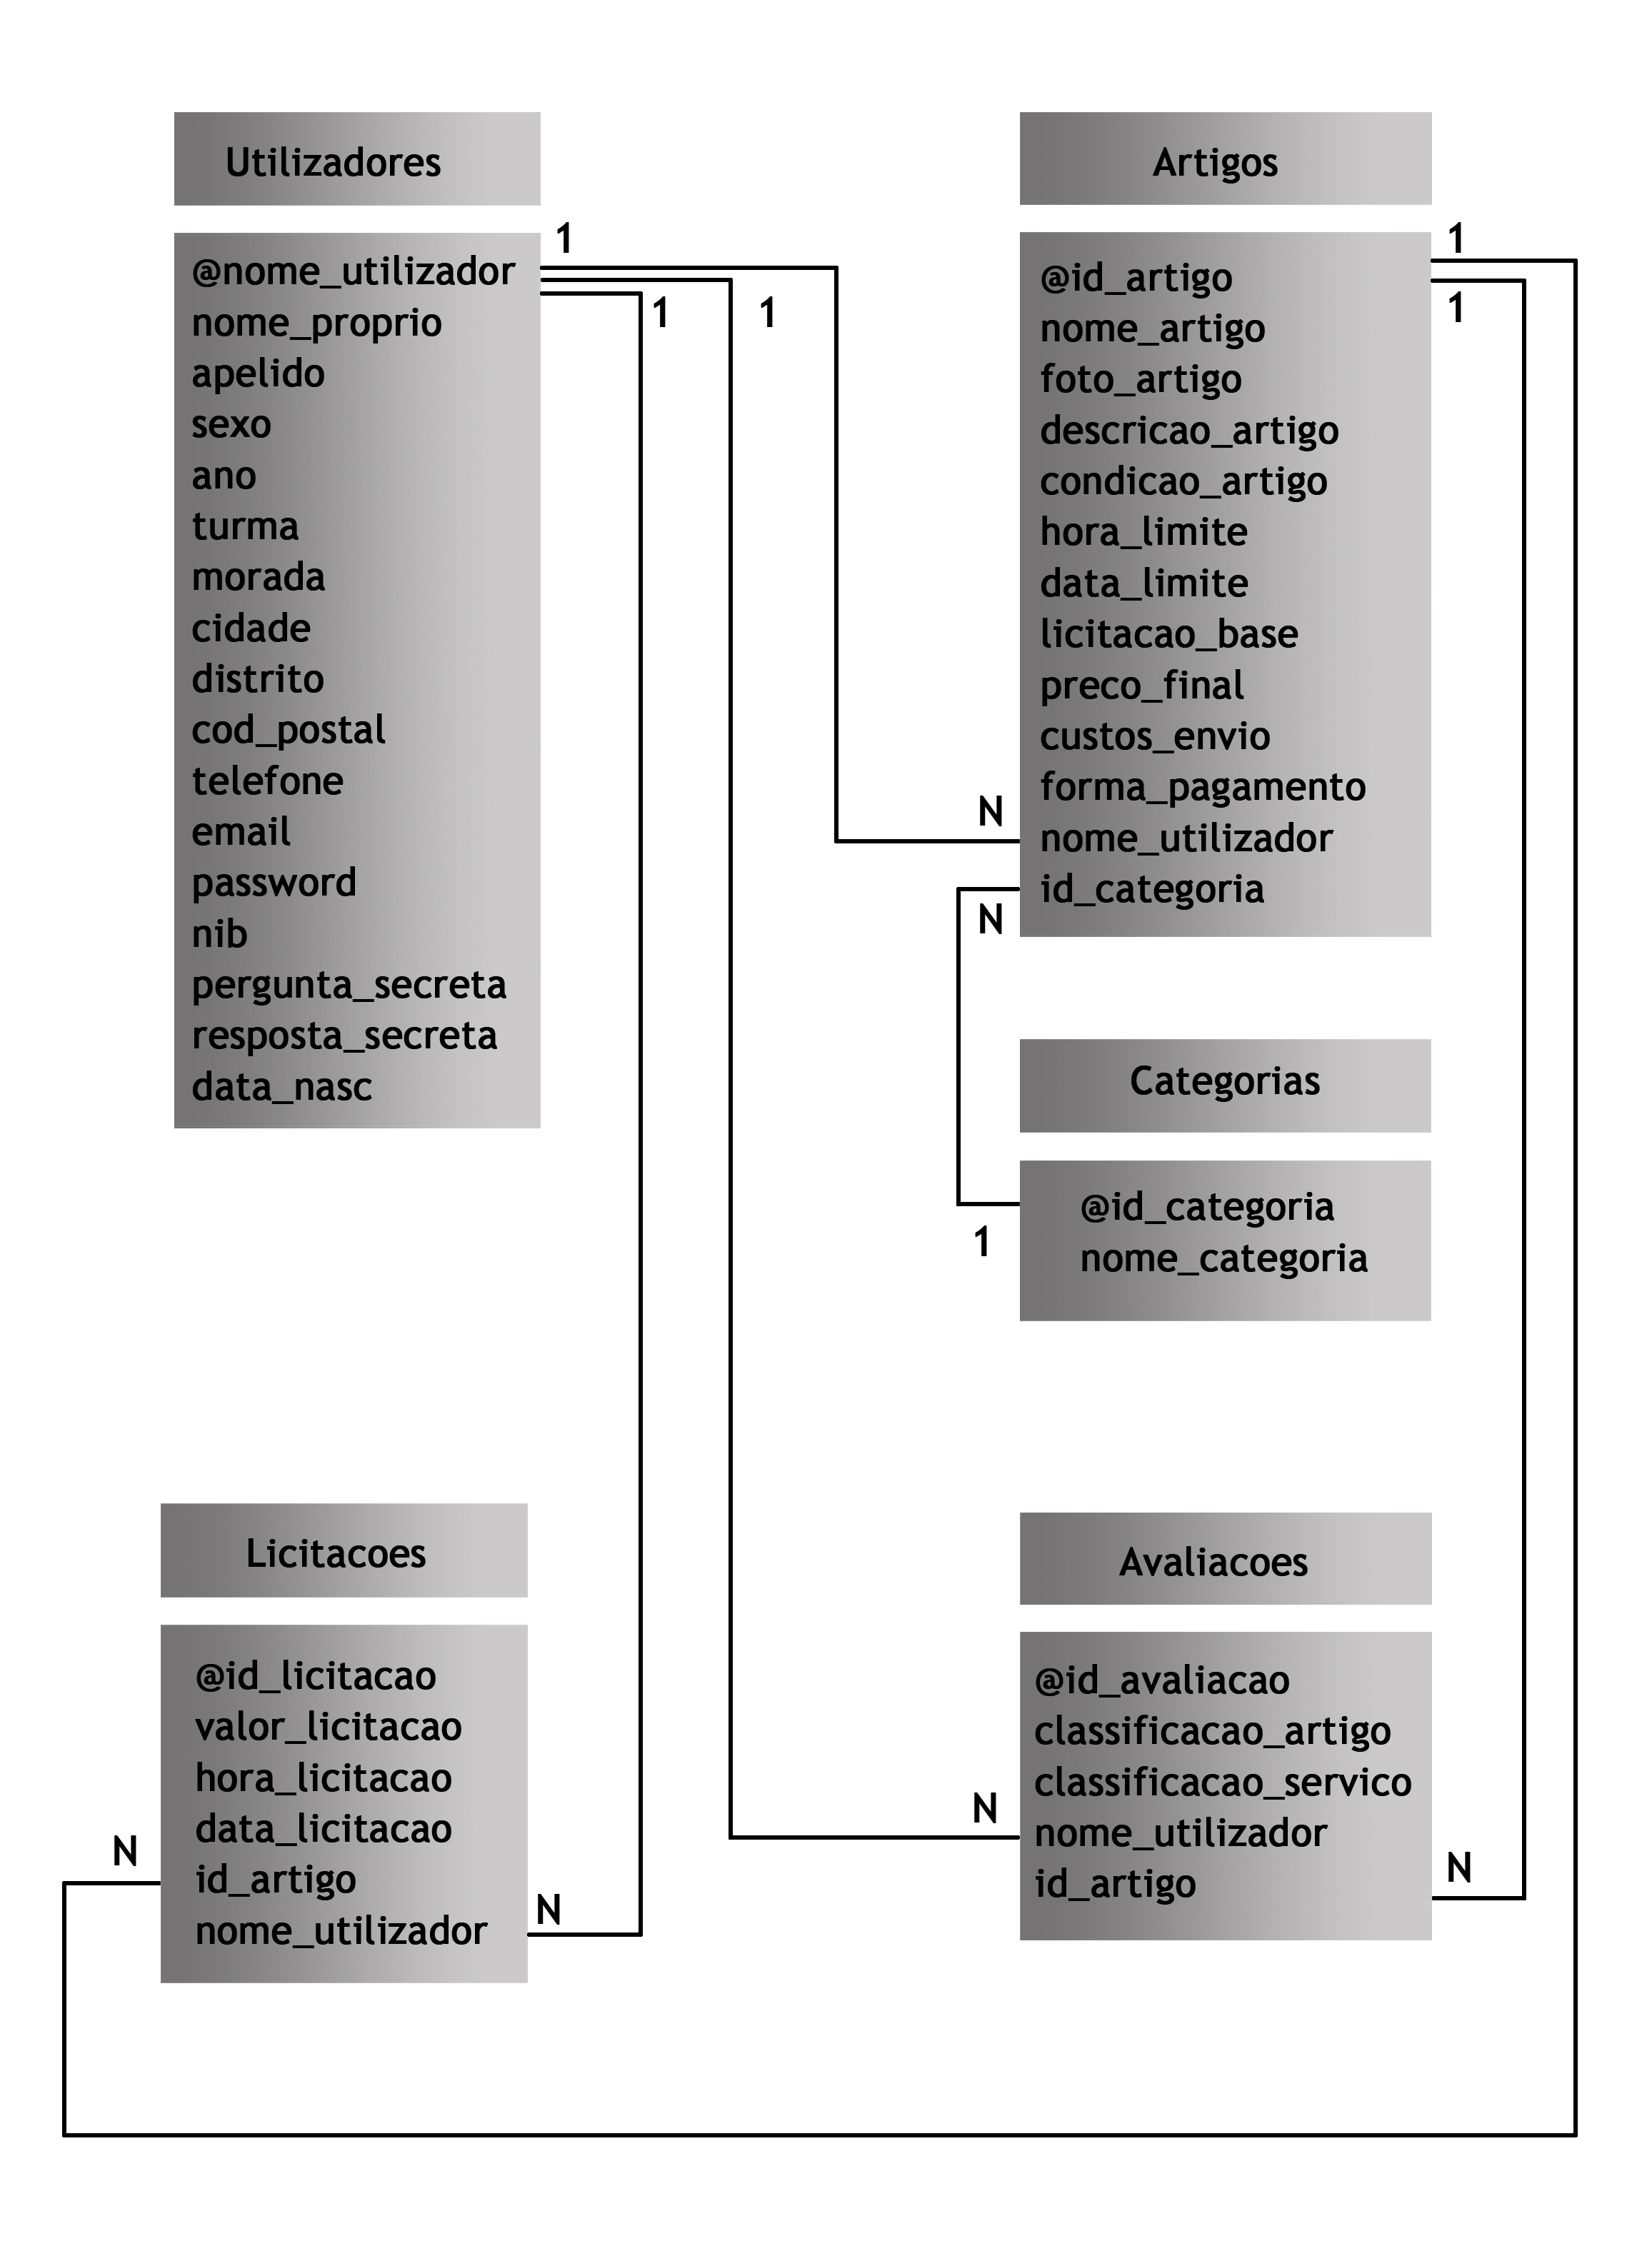 Utilizadores
1
@nome_utilizador
nome_proprio
apelido
sexo
ano
turma
morada
cidade
distrito
cod_postal
telefone
email
password
nib
pergunta_secreta
resposta_secreta
data_nasc
1
1
Artigos
1
1
@id_artigo
nome_artigo
foto_artigo
descricao_artigo
condicao_artigo
hora_limite
data_limite
licitacao_base
preco_final
custos_envio
forma_pagamento
nome_utilizador
id_categoria
N
N
Categorias
@id_categoria
nome_categoria
1
Licitacoes
@id_licitacao
valor_licitacao
hora_licitacao
data_licitacao
id_artigo
nome_utilizador
N
N
Avaliacoes
@id_avaliacao
classificacao_artigo
classificacao_servico
nome_utilizador
id_artigo
N
N